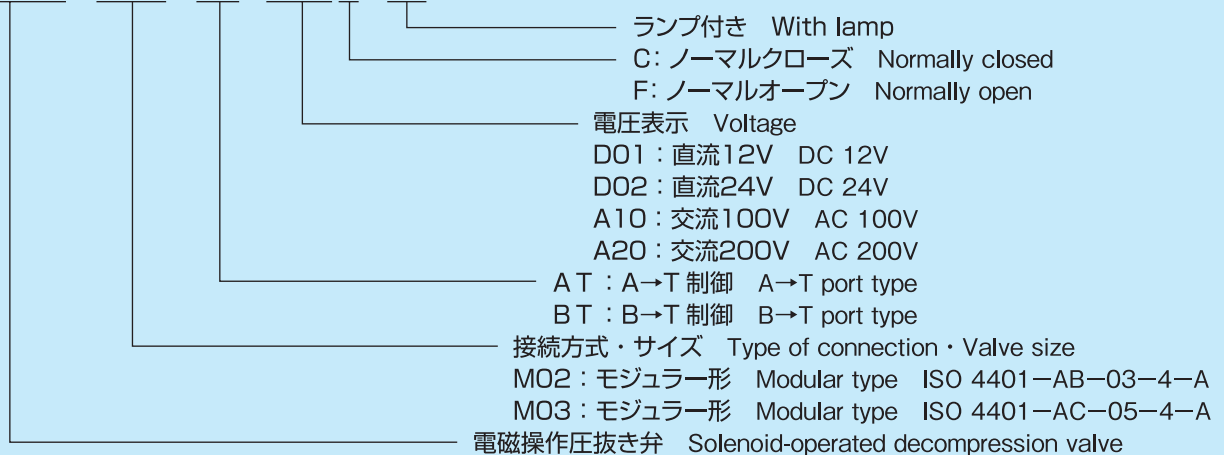 ランプ付き With lamp
C:ノーマルクローズ Normally closed
F:ノーマルオープン Normally open
電圧表示 Voltage
D01:直流12V DC 12V
D02:直流24V DC 24V
A10:交流100V AC 100V
A20:交流200V AC 200V
AT:A→T 制御 A→T port type
BT:B→T 制御 B→T port type
接続方式・サイズ Type of connection・Valve size
M02:モジュラー形 Modular type ISO 4401−AB−03−4−A
M03:モジュラー形 Modular type ISO 4401−AC−05−4−A
電磁操作圧抜き弁 Solenoid-operated decompression valve